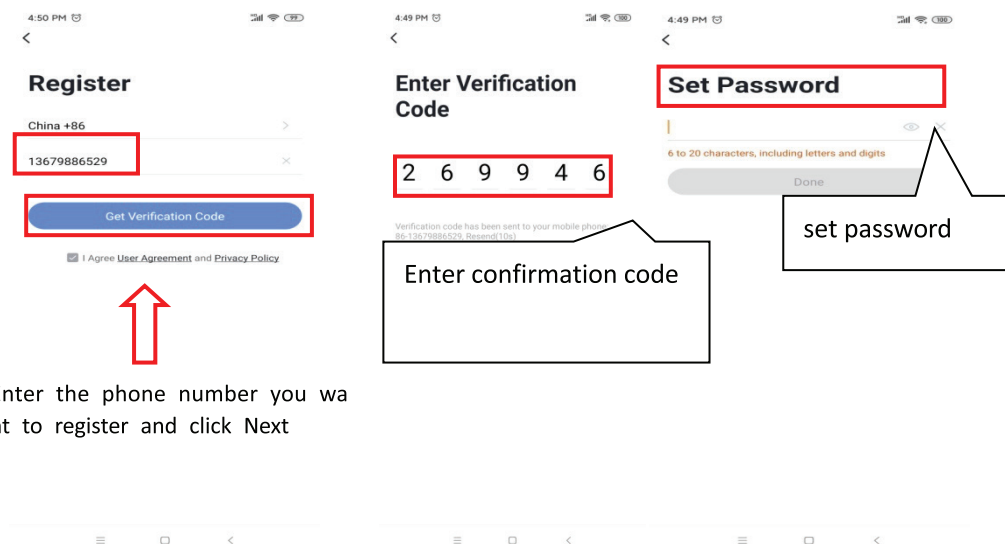 4:50 PM
99
Register
China +86
13679886529
Get Verification Code
I Agree User Agreement and Privacy Policy
nter the phone number you wa
t to register and click Next
4:49 PM
100
Enter Verification
Code
2 6 9 9 4 6
Verification code has been sent to your mobile phone
86-13679886529, Resend(10s)
Enter confirmation code
4:49 PM
100
Set Password
6 to 20 characters, including letters and digits
Done
set password